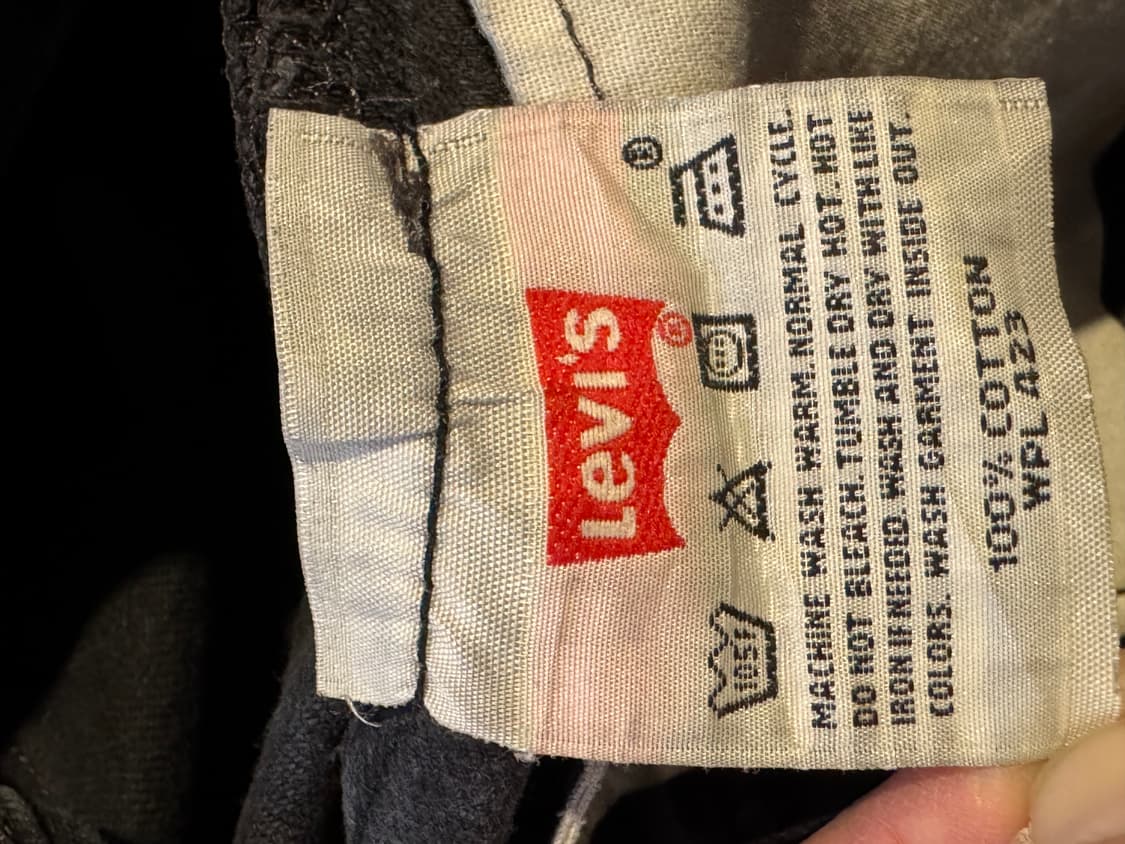 Levi's®
®
105F
MACHINE WASH WARM. NORMAL CYCLE.
DO NOT BLEACH. TUMBLE DRY HOT. HOT
IRON IF NEEDED. WASH AND DRY WITH LIKE
COLORS. WASH GARMENT INSIDE OUT.
100% COTTON
WPL 423